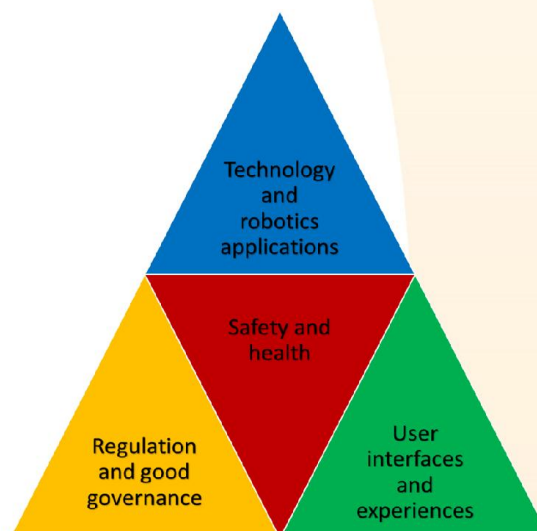 Technology
and
robotics
applications
Safety and
health
Regulation
and good
governance
User
interfaces
and
experiences